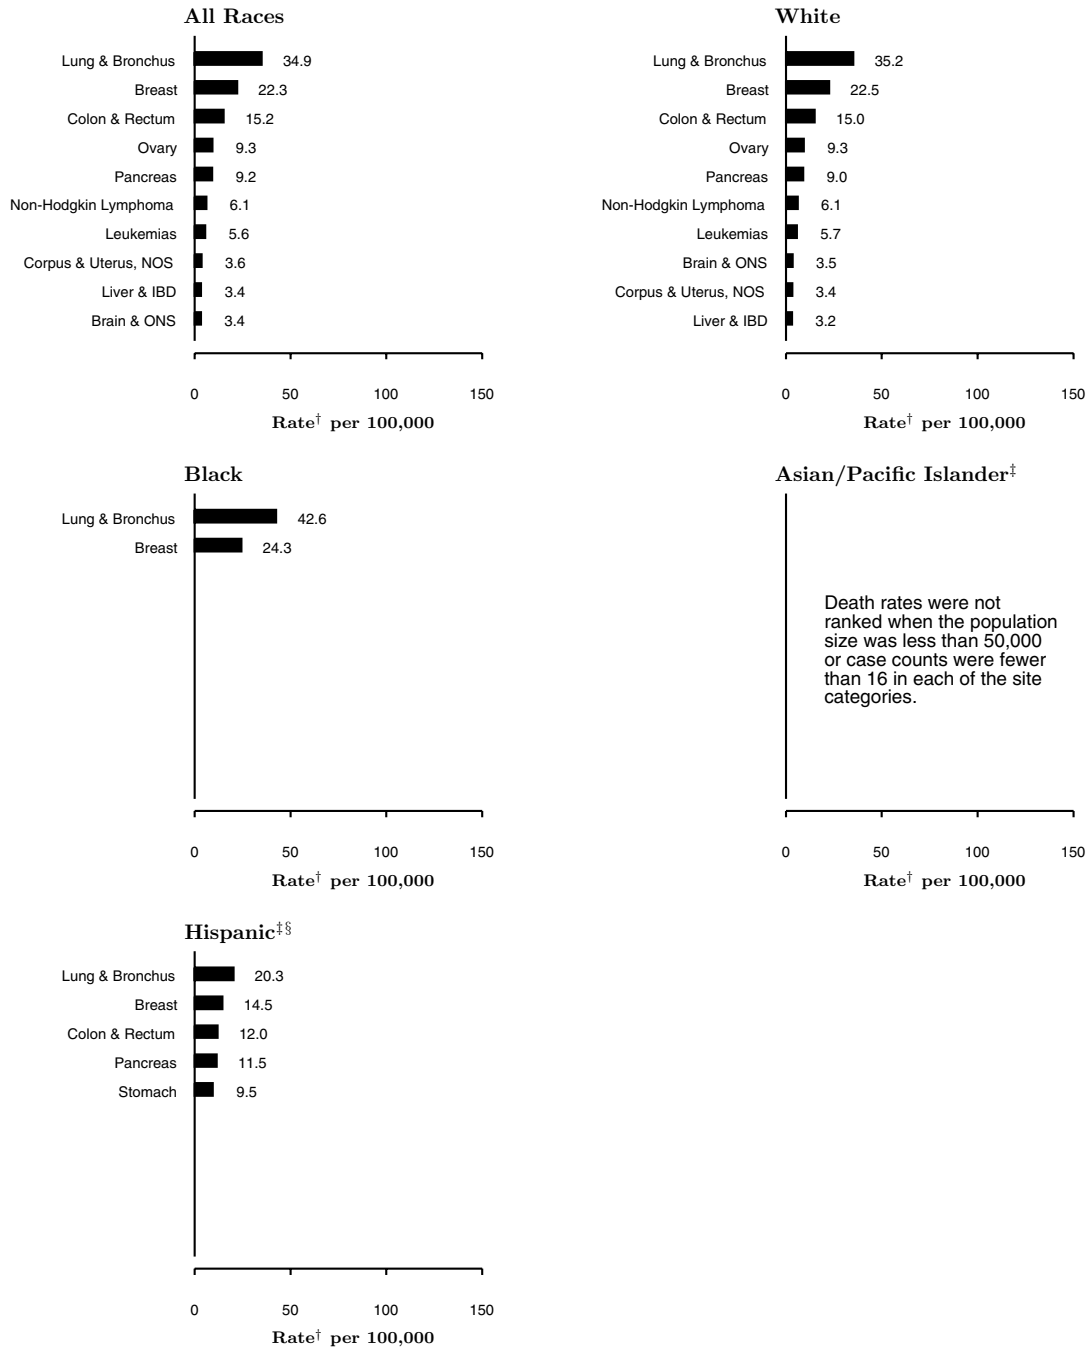 All Races
Lung & Bronchus 34.9
Breast 22.3
Colon & Rectum 15.2
Ovary 9.3
Pancreas 9.2
Non-Hodgkin Lymphoma 6.1
Leukemias 5.6
Corpus & Uterus, NOS 3.6
Liver & IBD 3.4
Brain & ONS 3.4
0 50 100 150
Rate† per 100,000
White
Lung & Bronchus 35.2
Breast 22.5
Colon & Rectum 15.0
Ovary 9.3
Pancreas 9.0
Non-Hodgkin Lymphoma 6.1
Leukemias 5.7
Brain & ONS 3.5
Corpus & Uterus, NOS 3.4
Liver & IBD 3.2
0 50 100 150
Rate† per 100,000
Black
Lung & Bronchus 42.6
Breast 24.3
0 50 100 150
Rate† per 100,000
Asian/Pacific Islander‡
Death rates were not
ranked when the population
size was less than 50,000
or case counts were fewer
than 16 in each of the site
categories.
0 50 100 150
Rate† per 100,000
Hispanic‡§
Lung & Bronchus 20.3
Breast 14.5
Colon & Rectum 12.0
Pancreas 11.5
Stomach 9.5
0 50 100 150
Rate† per 100,000